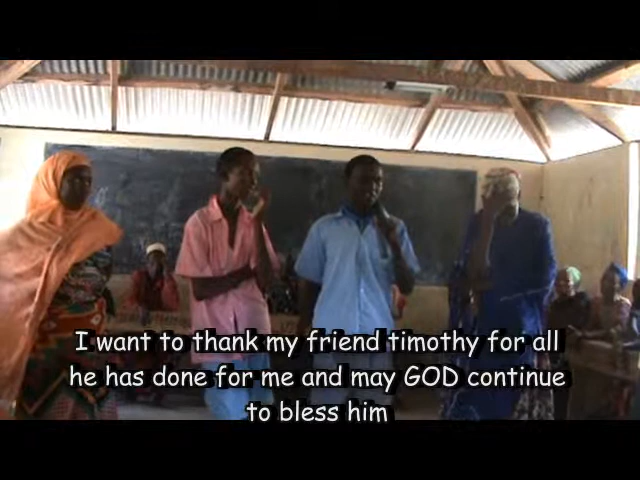 I want to thank my friend timothy for all
he has done for me and may GOD continue
to bless him